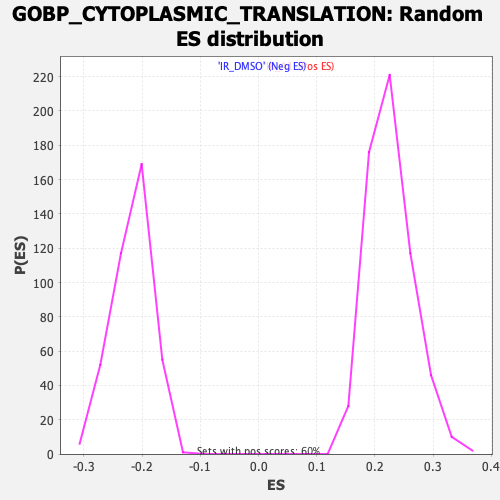 GOBP_CYTOPLASMIC_TRANSLATION: Random
ES distribution
'IR_DMSO' (Neg ES)os ES)
220
200
180
160
140
120
100
80
60
40
20
0
P(ES)
Sets with pos scores: 60%
-0.3 -0.2 -0.1 0.0 0.1 0.2 0.3 0.4
ES